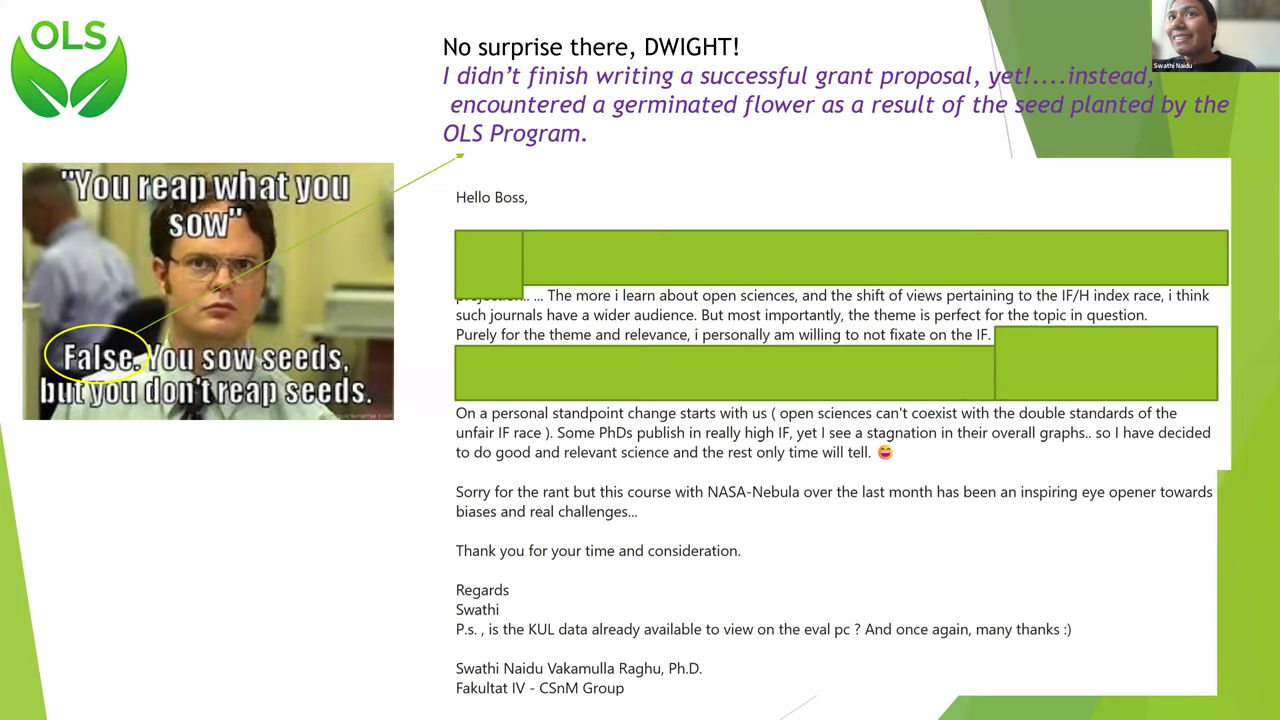 OLS
No surprise there, DWIGHT!
I didn't finish writing a successful grant proposal, yet!....instead,
encountered a germinated flower as a result of the seed planted by the
OLS Program.
Swathi Naidu
"You reap what you
sow"
False. You sow seeds,
but you don't reap seeds.
Hello Boss,
... The more i learn about open sciences, and the shift of views pertaining to the IF/H index race, i think
such journals have a wider audience. But most importantly, the theme is perfect for the topic in question.
Purely for the theme and relevance, i personally am willing to not fixate on the IF.
On a personal standpoint change starts with us ( open sciences can't coexist with the double standards of the
unfair IF race ). Some PhDs publish in really high IF, yet I see a stagnation in their overall graphs.. so I have decided
to do good and relevant science and the rest only time will tell. 😄
Sorry for the rant but this course with NASA-Nebula over the last month has been an inspiring eye opener towards
biases and real challenges...
Thank you for your time and consideration.
Regards
Swathi
P.s. , is the KUL data already available to view on the eval pc ? And once again, many thanks :)
Swathi Naidu Vakamulla Raghu, Ph.D.
Fakultat IV - CSnM Group